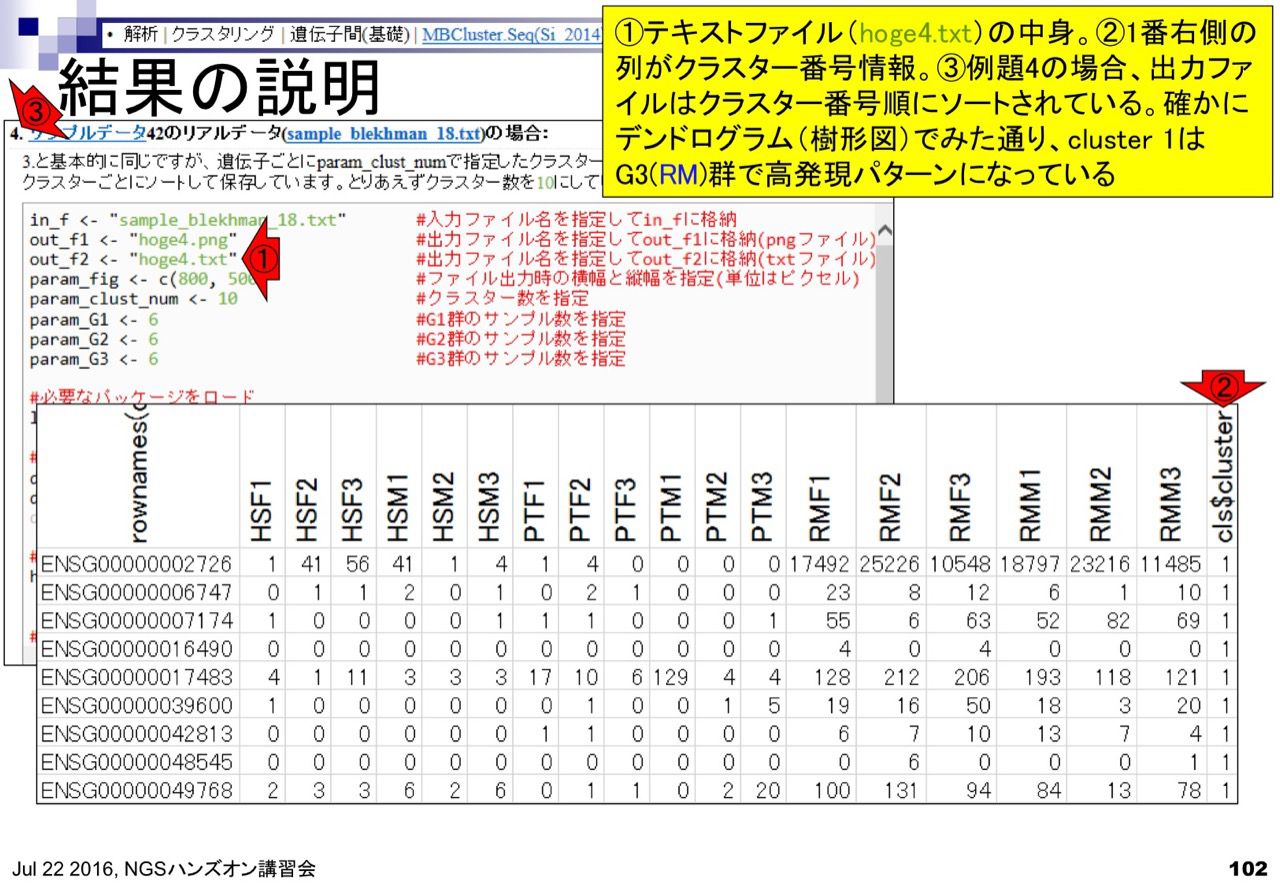 ・ 解析 | クラスタリング | 遺伝子間(基礎) | MBCluster.Seq(Si_2014)
結果の説明
①テキストファイル（hoge4.txt）の中身。②1番右側の
列がクラスター番号情報。③例題4の場合、出力ファ
イルはクラスター番号順にソートされている。確かに
デンドログラム（樹形図）でみた通り、cluster 1は
G3(RM)群で高発現パターンになっている
③
4. サンプルデータ42のリアルデータ(sample_blekhman_18.txt)の場合:
3.と基本的に同じですが、遺伝子ごとにparam_clust_numで指定したクラスター
クラスターごとにソートして保存しています。とりあえずクラスター数を10にして
in_f <- "sample_blekhman_18.txt" #入力ファイル名を指定してin_fに格納
out_f1 <- "hoge4.png" #出力ファイル名を指定してout_f1に格納(pngファイル)
out_f2 <- "hoge4.txt" ① #出力ファイル名を指定してout_f2に格納(txtファイル)
param_fig <- c(800, 500 #ファイル出力時の横幅と縦幅を指定(単位はピクセル)
param_clust_num <- 10 #クラスター数を指定
param_G1 <- 6 #G1群のサンプル数を指定
param_G2 <- 6 #G2群のサンプル数を指定
param_G3 <- 6 #G3群のサンプル数を指定
#必要なパッケージをロード
②
rownames( HSF1 HSF2 HSF3 HSM1 HSM2 HSM3 PTF1 PTF2 PTF3 PTM1 PTM2 PTM3 RMF1 RMF2 RMF3 RMM1 RMM2 RMM3 cls$cluster
ENSG00000002726 1 41 56 41 1 4 1 4 0 0 0 0 17492 25226 10548 18797 23216 11485 1
ENSG00000006747 0 1 1 2 0 1 0 2 1 0 0 0 23 8 12 6 1 10 1
ENSG00000007174 1 0 0 0 0 1 1 1 0 0 0 1 55 6 63 52 82 69 1
ENSG00000016490 0 0 0 0 0 0 0 0 0 0 0 0 4 0 4 0 0 0 1
ENSG00000017483 4 1 11 3 3 3 17 10 6 129 4 4 128 212 206 193 118 121 1
ENSG00000039600 1 0 0 0 0 0 0 1 0 0 1 5 19 16 50 18 3 20 1
ENSG00000042813 0 0 0 0 0 0 1 1 0 0 0 0 6 7 10 13 7 4 1
ENSG00000048545 0 0 0 0 0 0 0 0 0 0 0 0 0 6 0 0 0 1 1
ENSG00000049768 2 3 3 6 2 6 0 1 1 0 2 20 100 131 94 84 13 78 1
Jul 22 2016, NGSハンズオン講習会
102